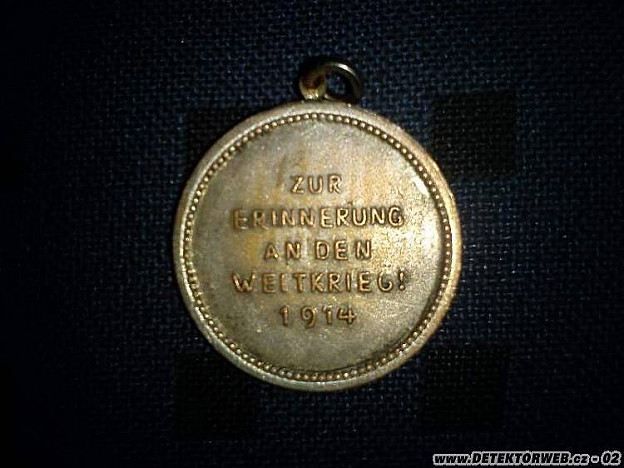 ZUR
ERINNERUNG
AN DEN
WELTKRIEG!
1914
www.DETEKTORWEB.cz - 02